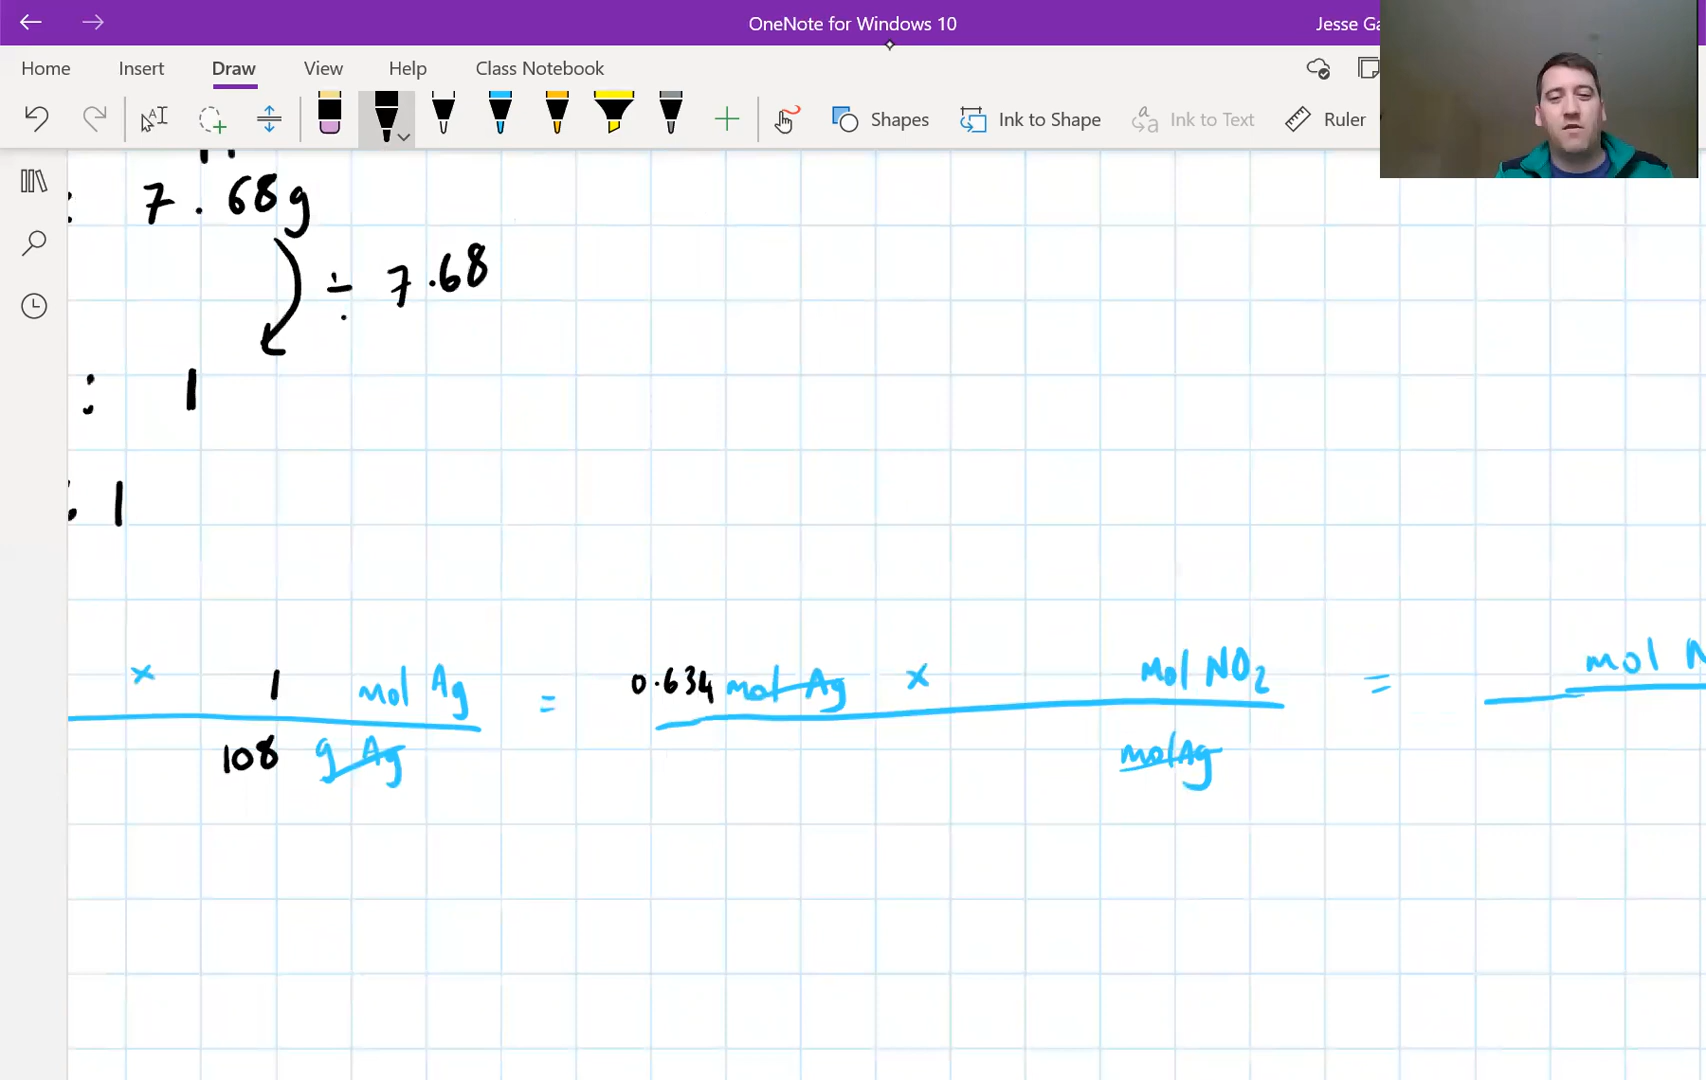 OneNote for Windows 10
Jesse Ga
Home Insert Draw View Help Class Notebook
Shapes Ink to Shape Ink to Text Ruler
: 7.68g
÷ 7.68
: 1
: 1
x 1 mol Ag = 0.634 mol Ag x mol NO2 = mol N
108 g Ag mol Ag